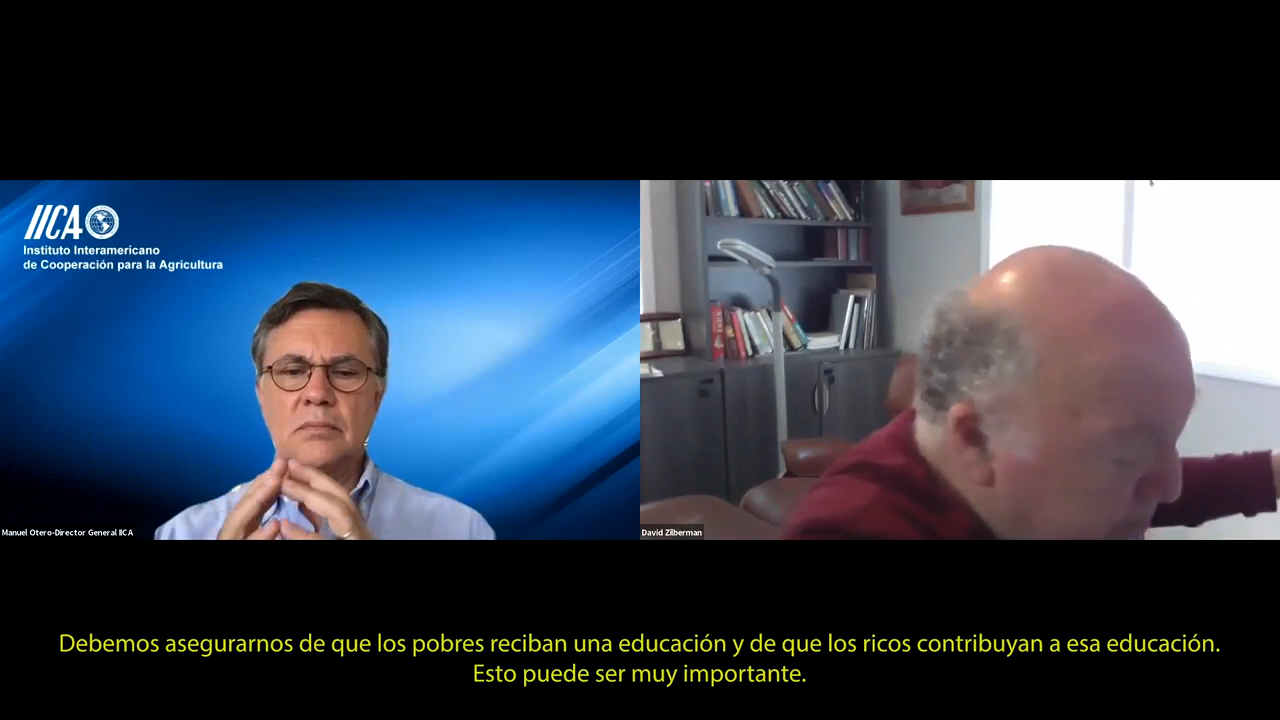 IICA
Instituto Interamericano
de Cooperación para la Agricultura
Manuel Otero-Director General IICA
David Zilberman
Debemos asegurarnos de que los pobres reciban una educación y de que los ricos contribuyan a esa educación.
Esto puede ser muy importante.